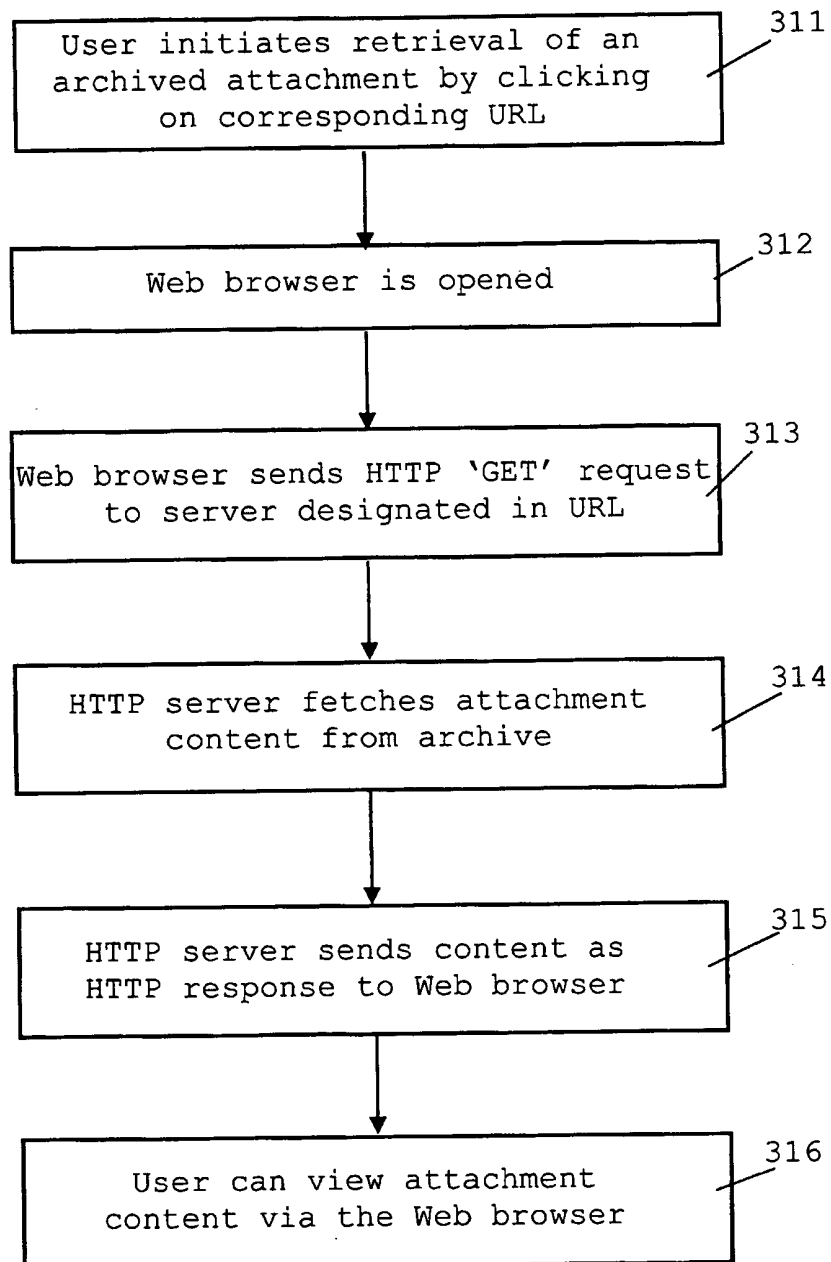 311
User initiates retrieval of an
archived attachment by clicking
on corresponding URL
312
Web browser is opened
313
Web browser sends HTTP ‘GET’ request
to server designated in URL
314
HTTP server fetches attachment
content from archive
315
HTTP server sends content as
HTTP response to Web browser
316
User can view attachment
content via the Web browser